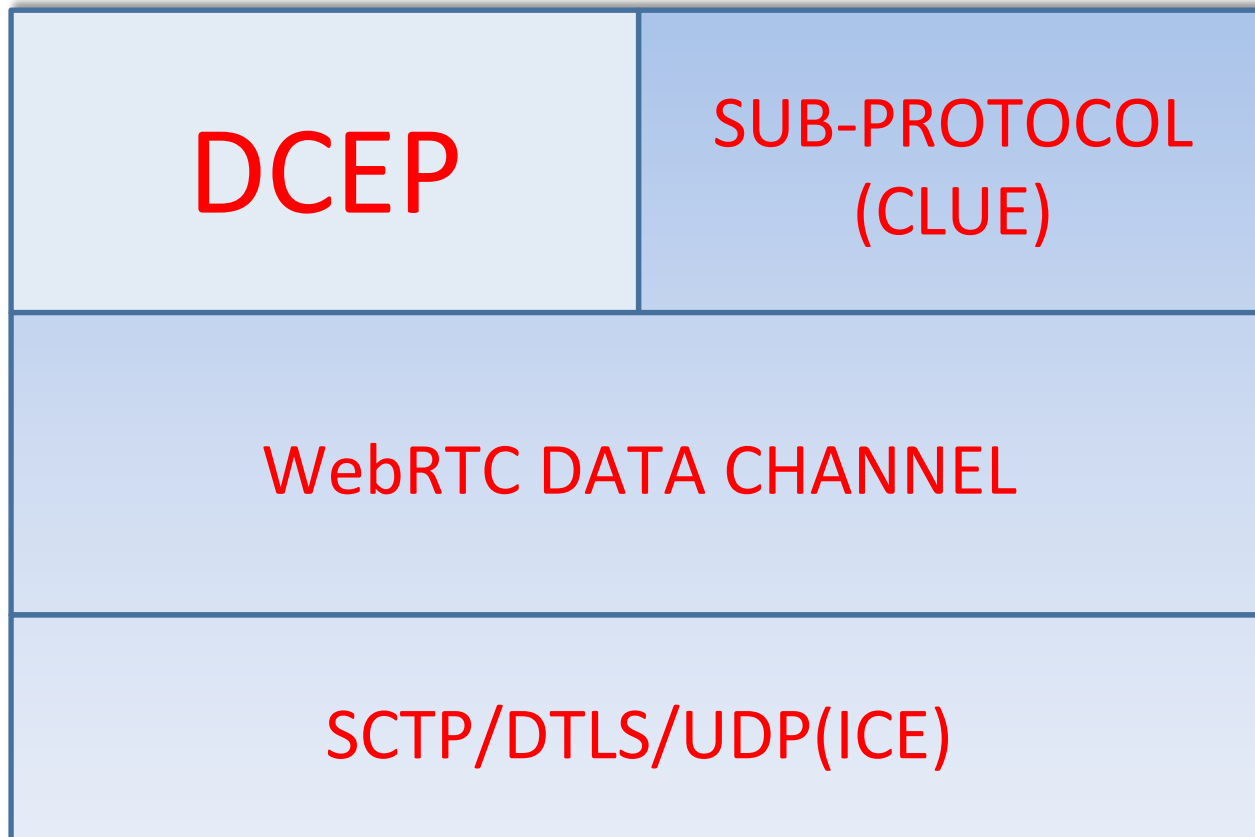 DCEP
SUB-PROTOCOL
(CLUE)
WebRTC DATA CHANNEL
SCTP/DTLS/UDP(ICE)